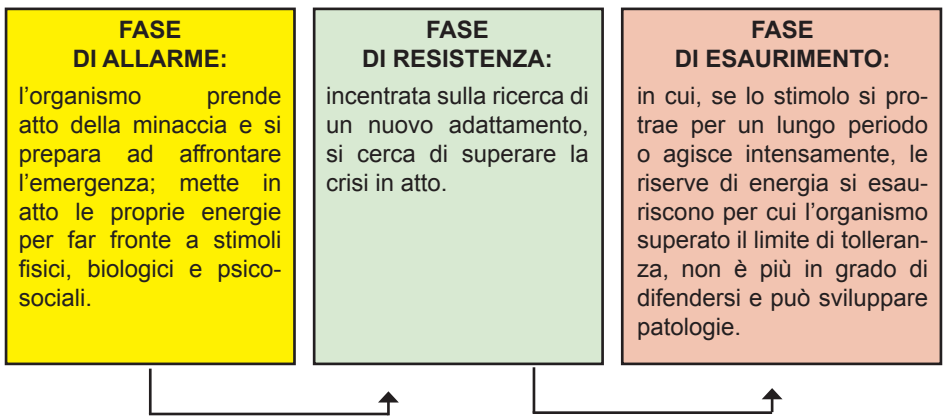 FASE
DI ALLARME:
l'organismo prende
atto della minaccia e si
prepara ad affrontare
l'emergenza; mette in
atto le proprie energie
per far fronte a stimoli
fisici, biologici e psico-
sociali.
FASE
DI RESISTENZA:
incentrata sulla ricerca di
un nuovo adattamento,
si cerca di superare la
crisi in atto.
FASE
DI ESAURIMENTO:
in cui, se lo stimolo si pro-
trae per un lungo periodo
o agisce intensamente, le
riserve di energia si esau-
riscono per cui l'organismo
superato il limite di tolleran-
za, non è più in grado di
difendersi e può sviluppare
patologie.